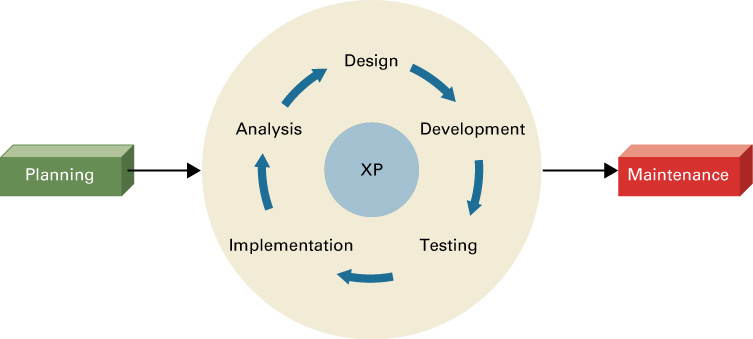 Design
Analysis
Development
XP
Planning
Maintenance
Implementation
Testing